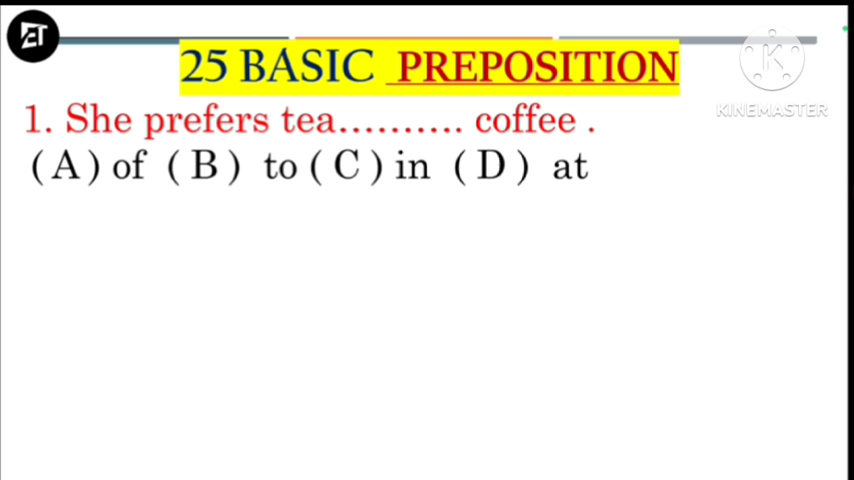 ET
25 BASIC PREPOSITION
KINEMASTER
1. She prefers tea.......... coffee .
( A ) of ( B ) to ( C ) in ( D ) at